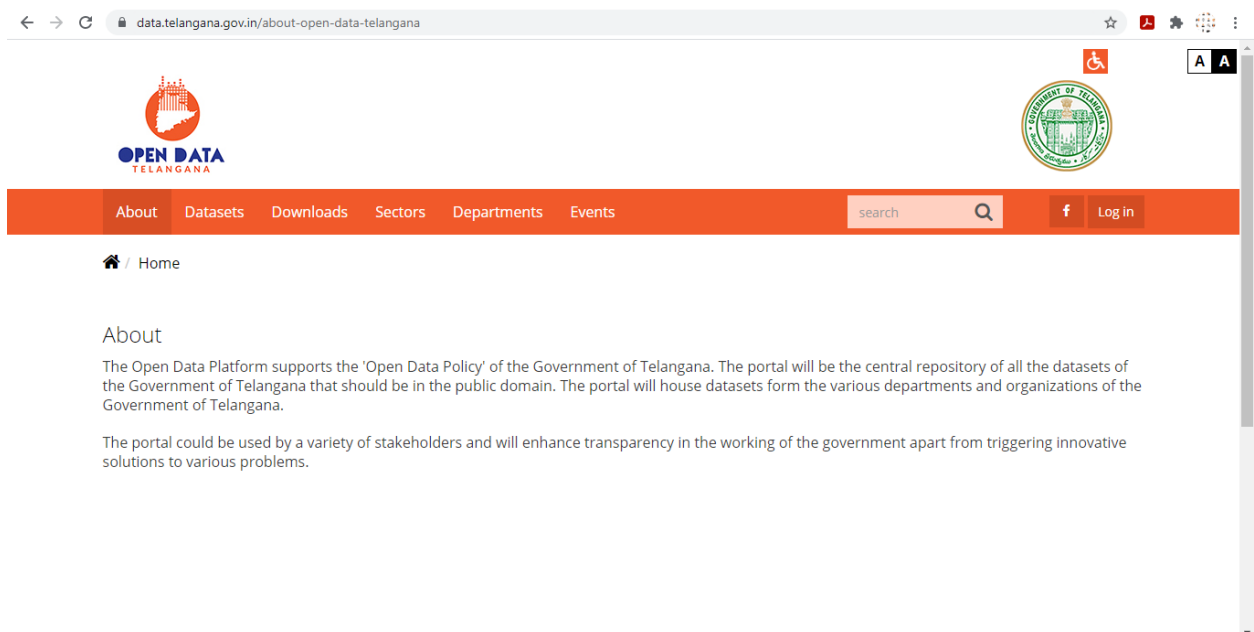 data.telangana.gov.in/about-open-data-telangana
A A
OPEN DATA
TELANGANA
GOVERNMENT OF TELANGANA
About Datasets Downloads Sectors Departments Events search f Log in
/ Home
About
The Open Data Platform supports the 'Open Data Policy' of the Government of Telangana. The portal will be the central repository of all the datasets of
the Government of Telangana that should be in the public domain. The portal will house datasets form the various departments and organizations of the
Government of Telangana.
The portal could be used by a variety of stakeholders and will enhance transparency in the working of the government apart from triggering innovative
solutions to various problems.